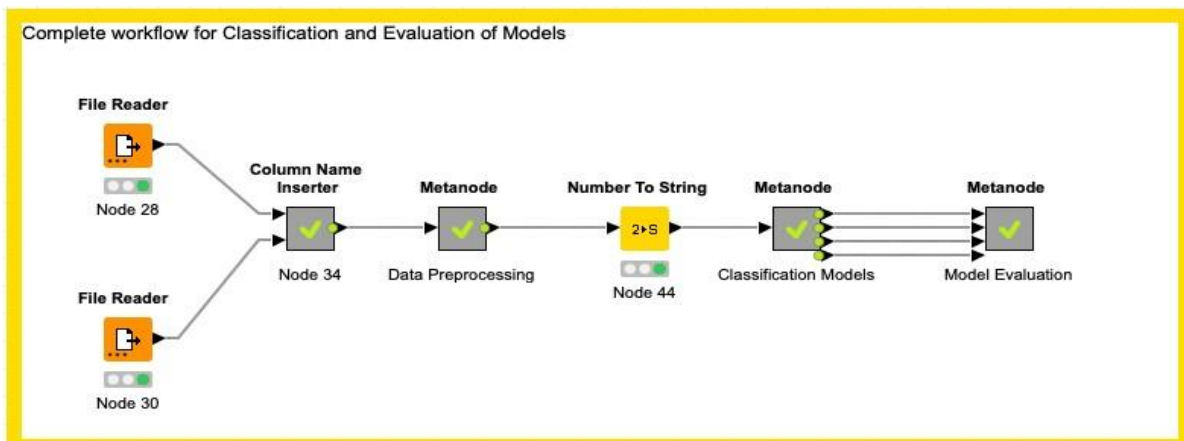 Complete workflow for Classification and Evaluation of Models
File Reader
Node 28
Column Name
Inserter
Node 34
Metanode
Data Preprocessing
Number To String
2▸S
Node 44
Metanode
Classification Models
Metanode
Model Evaluation
File Reader
Node 30